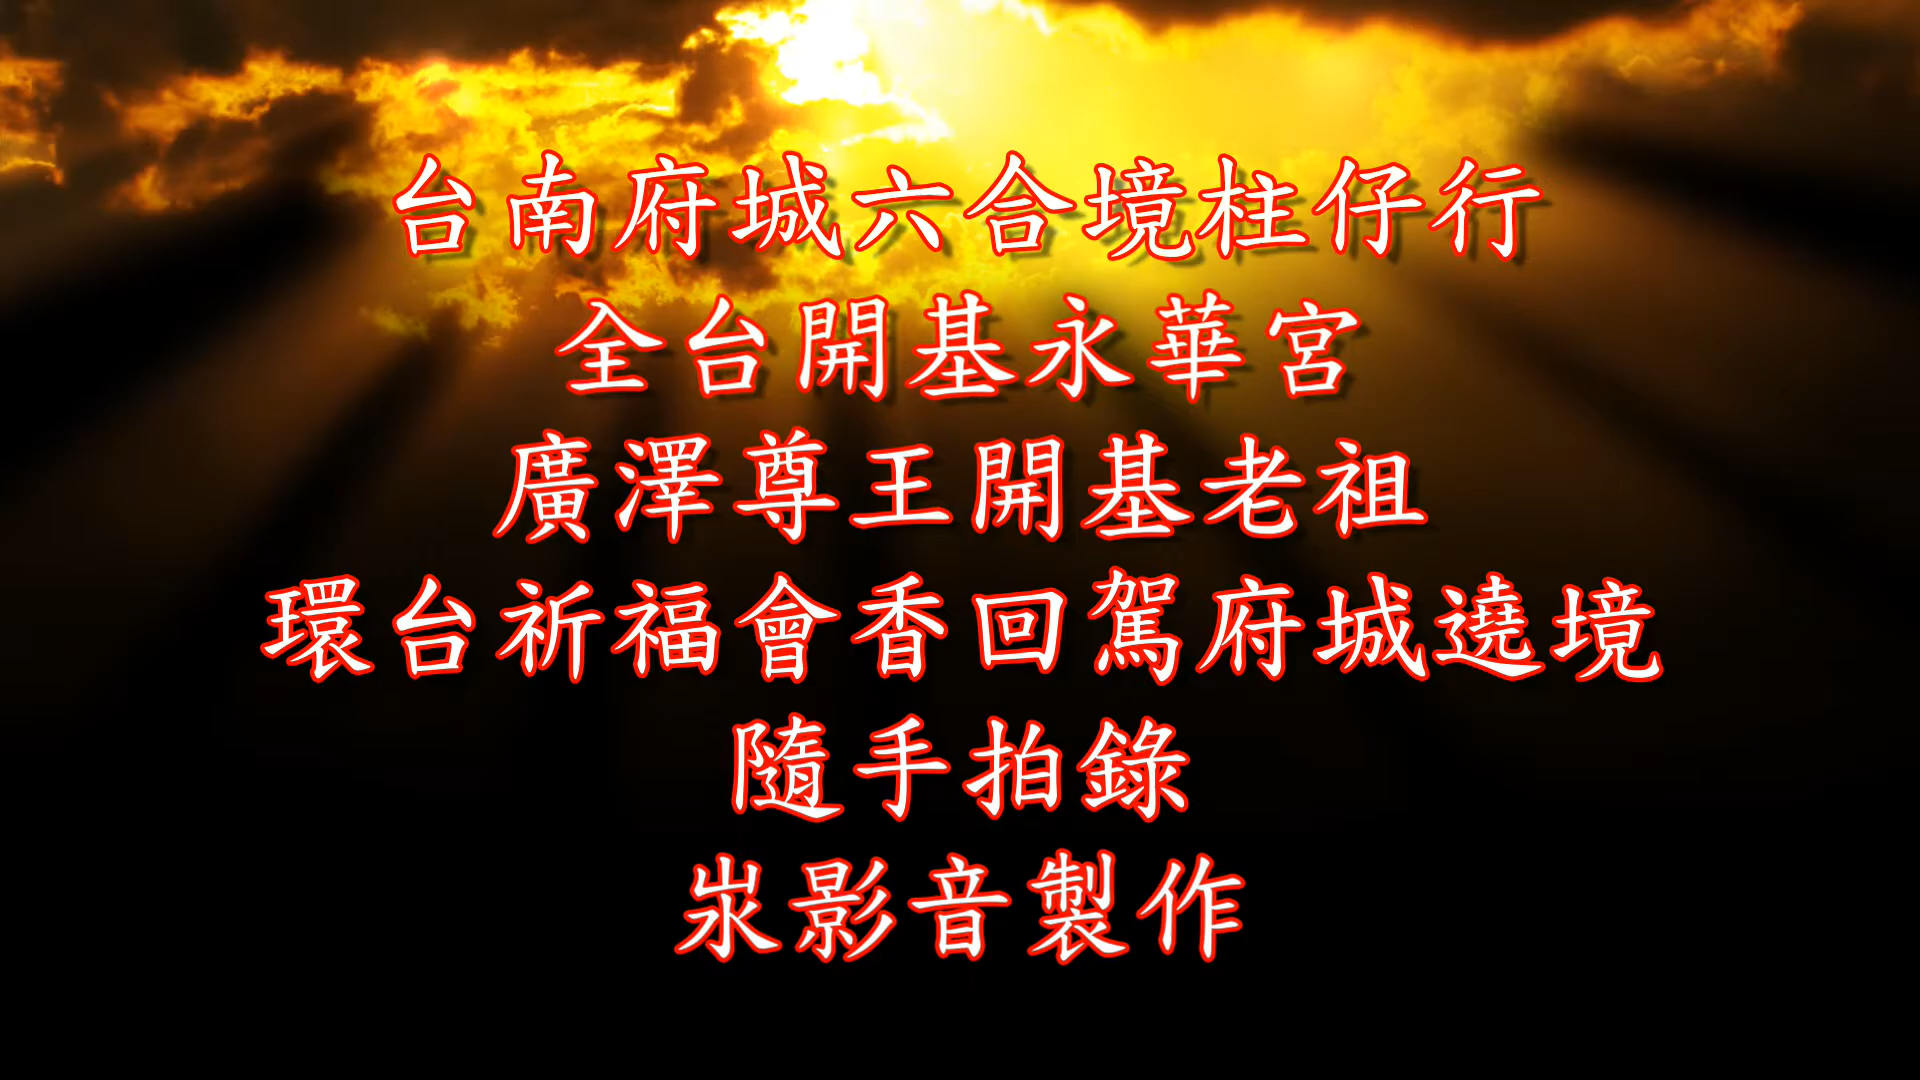 台南府城六合境柱仔行
全台開基永華宮
廣澤尊王開基老祖
環台祈福會香回駕府城遶境
隨手拍錄
汖影音製作